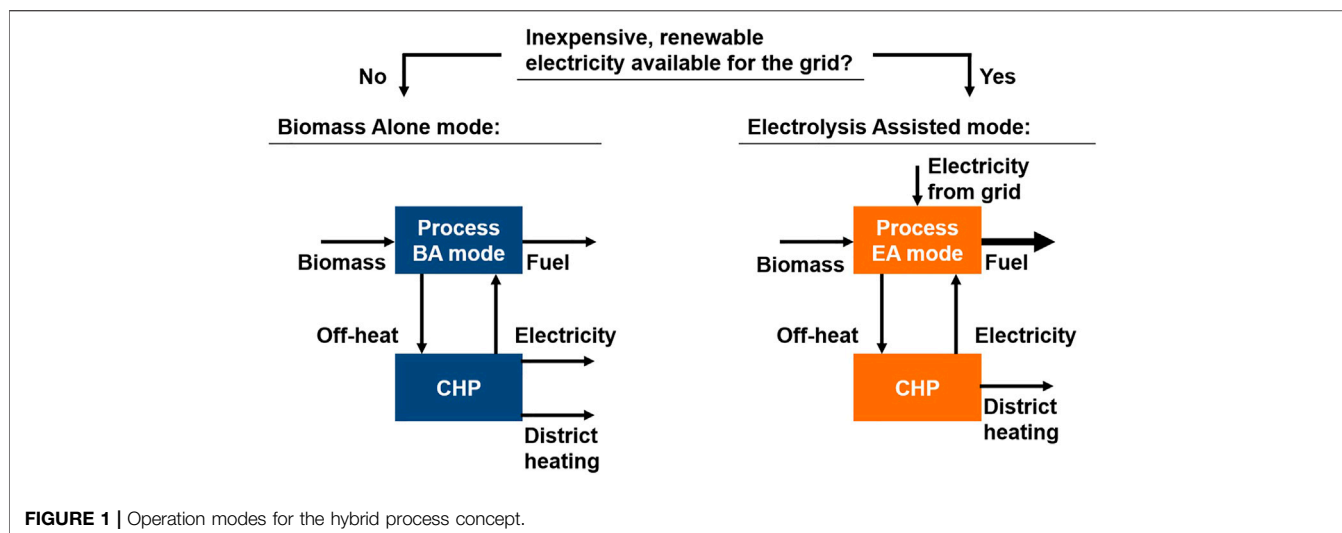 Inexpensive, renewable
electricity available for the grid?
No
Yes
Biomass Alone mode:
Electrolysis Assisted mode:
Electricity
from grid
Process
BA mode
Biomass
Fuel
Off-heat
Electricity
CHP
District
heating
Process
EA mode
Biomass
Fuel
Off-heat
Electricity
CHP
District
heating
FIGURE 1 | Operation modes for the hybrid process concept.